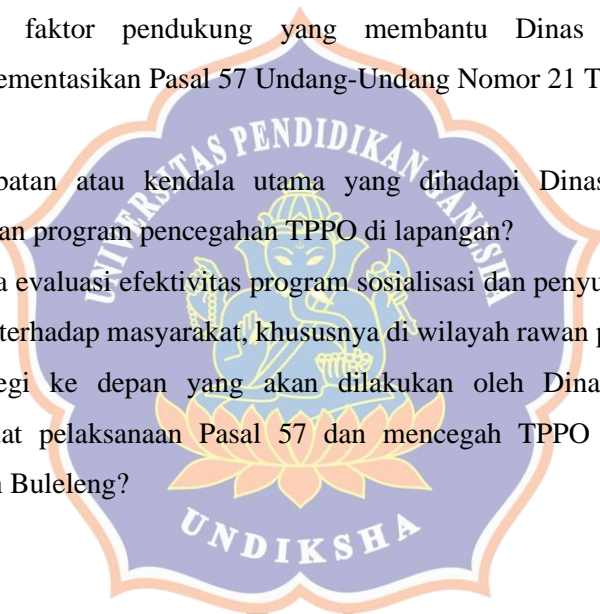 faktor pendukung yang membantu Dinas
ementasikan Pasal 57 Undang-Undang Nomor 21 T
UNIVERSITAS PENDIDIKAN GANESHA
batan atau kendala utama yang dihadapi Dinas
an program pencegahan TPPO di lapangan?
a evaluasi efektivitas program sosialisasi dan penyu
terhadap masyarakat, khususnya di wilayah rawan p
egi ke depan yang akan dilakukan oleh Dina
at pelaksanaan Pasal 57 dan mencegah TPPO
n Buleleng?
UNDIKSHA